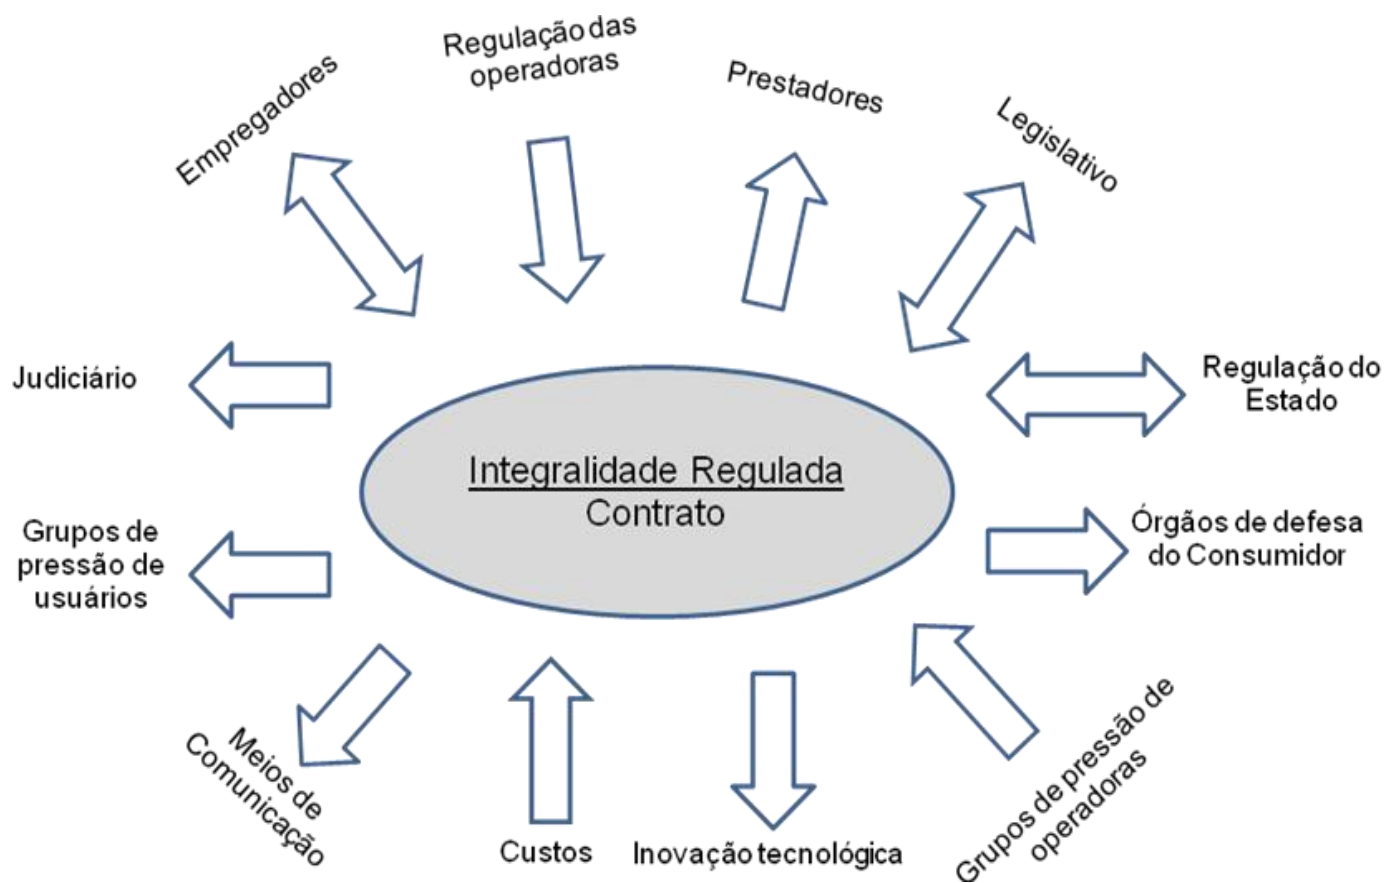 Regulação das
operadoras
Empregadores
Prestadores
Legislativo
Judiciário
Regulação do
Estado
Integralidade Regulada
Contrato
Grupos de
pressão de
usuários
Órgãos de defesa
do Consumidor
Meios de
Comunicação
Custos
Inovação tecnológica
Grupos de pressão de
operadoras